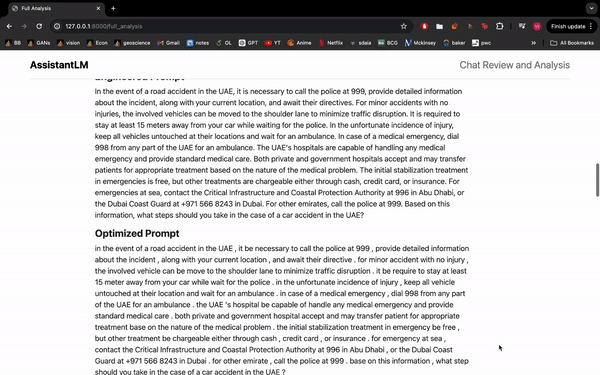 Full Analysis
127.0.0.1:8000/full_analysis
Finish update
BB
GANs
vision
Econ
geoscience
Gmail
notes
OL
GPT
YT
Anime
Netflix
sdaia
BCG
Mckinsey
baker
pwc
All Bookmarks
AssistantLM
Chat Review and Analysis
Engineered Prompt
In the event of a road accident in the UAE, it is necessary to call the police at 999, provide detailed information
about the incident, along with your current location, and await their directives. For minor accidents with no
injuries, the involved vehicles can be moved to the shoulder lane to minimize traffic disruption. It is required to
stay at least 15 meters away from your car while waiting for the police. In the unfortunate incidence of injury,
keep all vehicles untouched at their locations and wait for an ambulance. In case of a medical emergency, dial
998 from any part of the UAE for an ambulance. The UAE's hospitals are capable of handling any medical
emergency and provide standard medical care. Both private and government hospitals accept and may transfer
patients for appropriate treatment based on the nature of the medical problem. The initial stabilization treatment
in emergencies is free, but other treatments are chargeable either through cash, credit card, or insurance. For
emergencies at sea, contact the Critical Infrastructure and Coastal Protection Authority at 996 in Abu Dhabi, or
the Dubai Coast Guard at +971 566 8243 in Dubai. For other emirates, call the police at 999. Based on this
information, what steps should you take in the case of a car accident in the UAE?
Optimized Prompt
in the event of a road accident in the UAE , it be necessary to call the police at 999 , provide detailed information
about the incident , along with your current location , and await their directive . for minor accident with no injury ,
the involved vehicle can be move to the shoulder lane to minimize traffic disruption . it be require to stay at least
15 meter away from your car while wait for the police . in the unfortunate incidence of injury , keep all vehicle
untouched at their location and wait for an ambulance . in case of a medical emergency , dial 998 from any part
of the UAE for an ambulance . the UAE 's hospital be capable of handle any medical emergency and provide
standard medical care . both private and government hospital accept and may transfer patient for appropriate
treatment base on the nature of the medical problem . the initial stabilization treatment in emergency be free ,
but other treatment be chargeable either through cash , credit card , or insurance . for emergency at sea ,
contact the Critical Infrastructure and Coastal Protection Authority at 996 in Abu Dhabi , or the Dubai Coast
Guard at +971 566 8243 in Dubai . for other emirate , call the police at 999 . base on this information , what step
should you take in the case of a car accident in the UAE ?